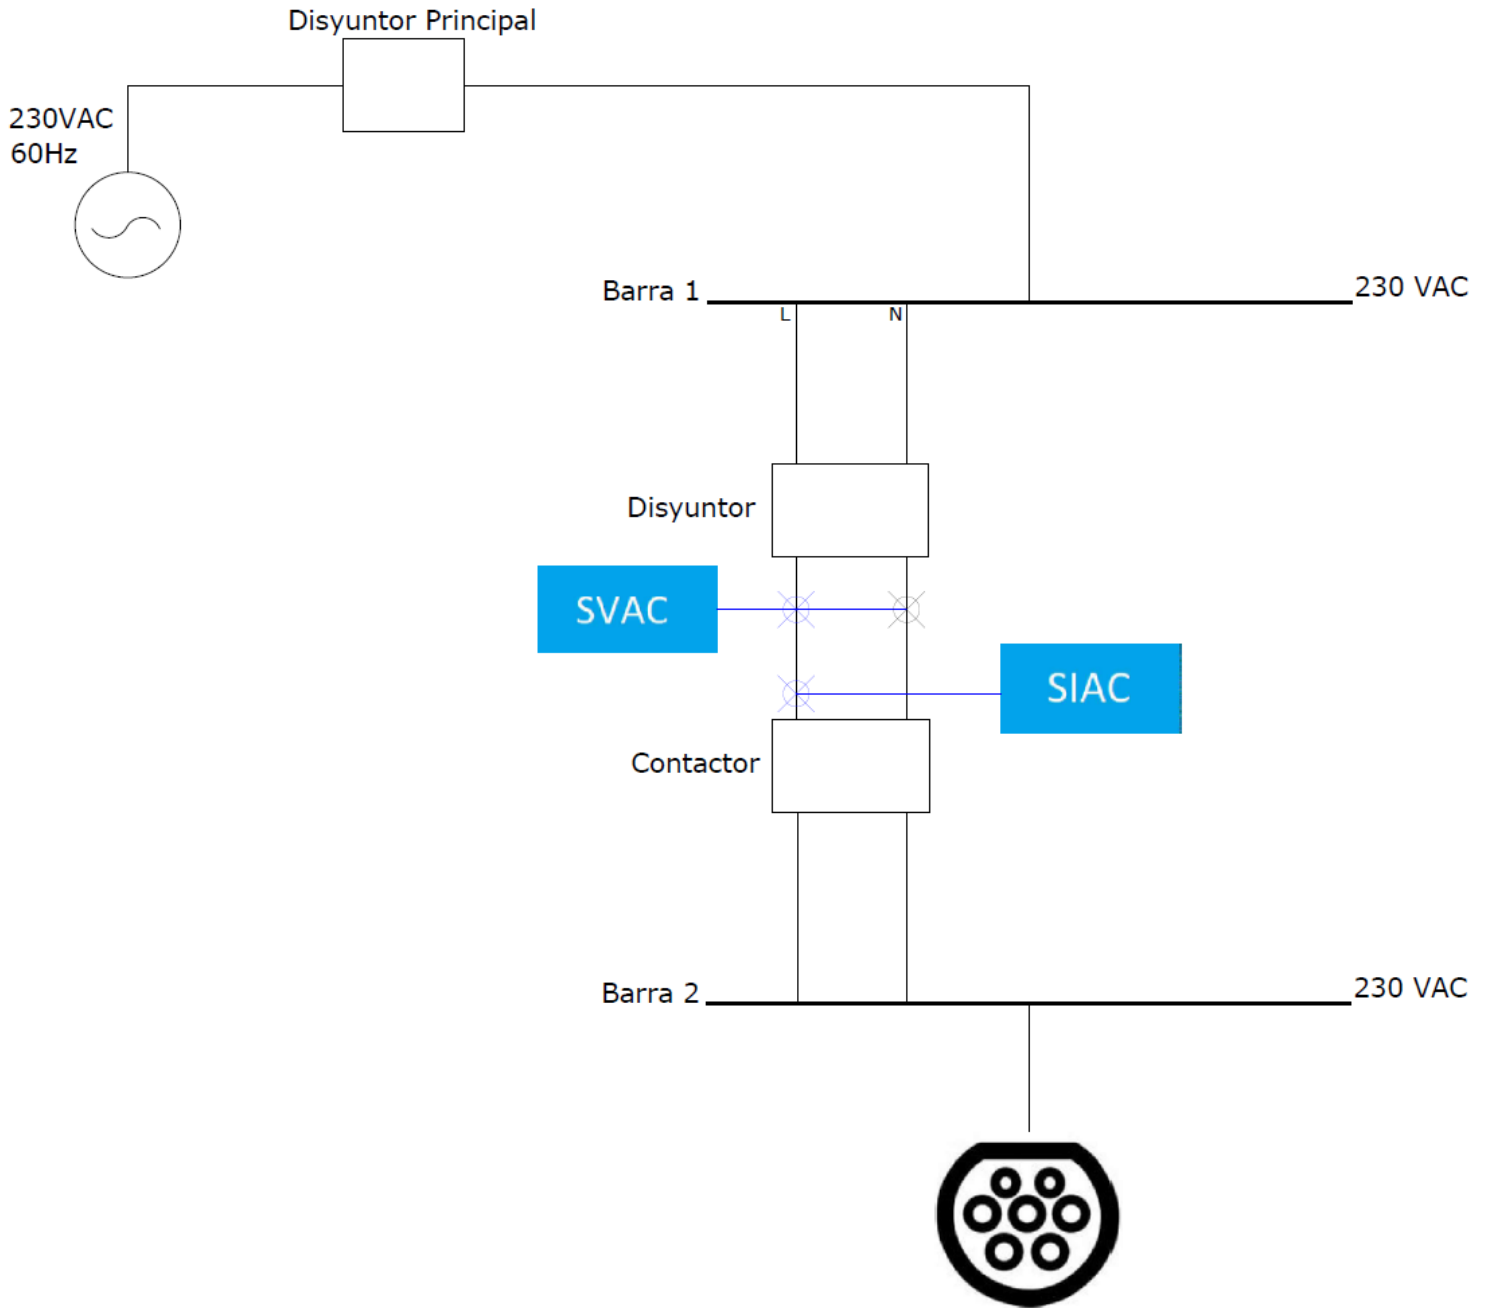 Disyuntor Principal
230VAC
60Hz
Barra 1
230 VAC
L
N
Disyuntor
SVAC
SIAC
Contactor
Barra 2
230 VAC